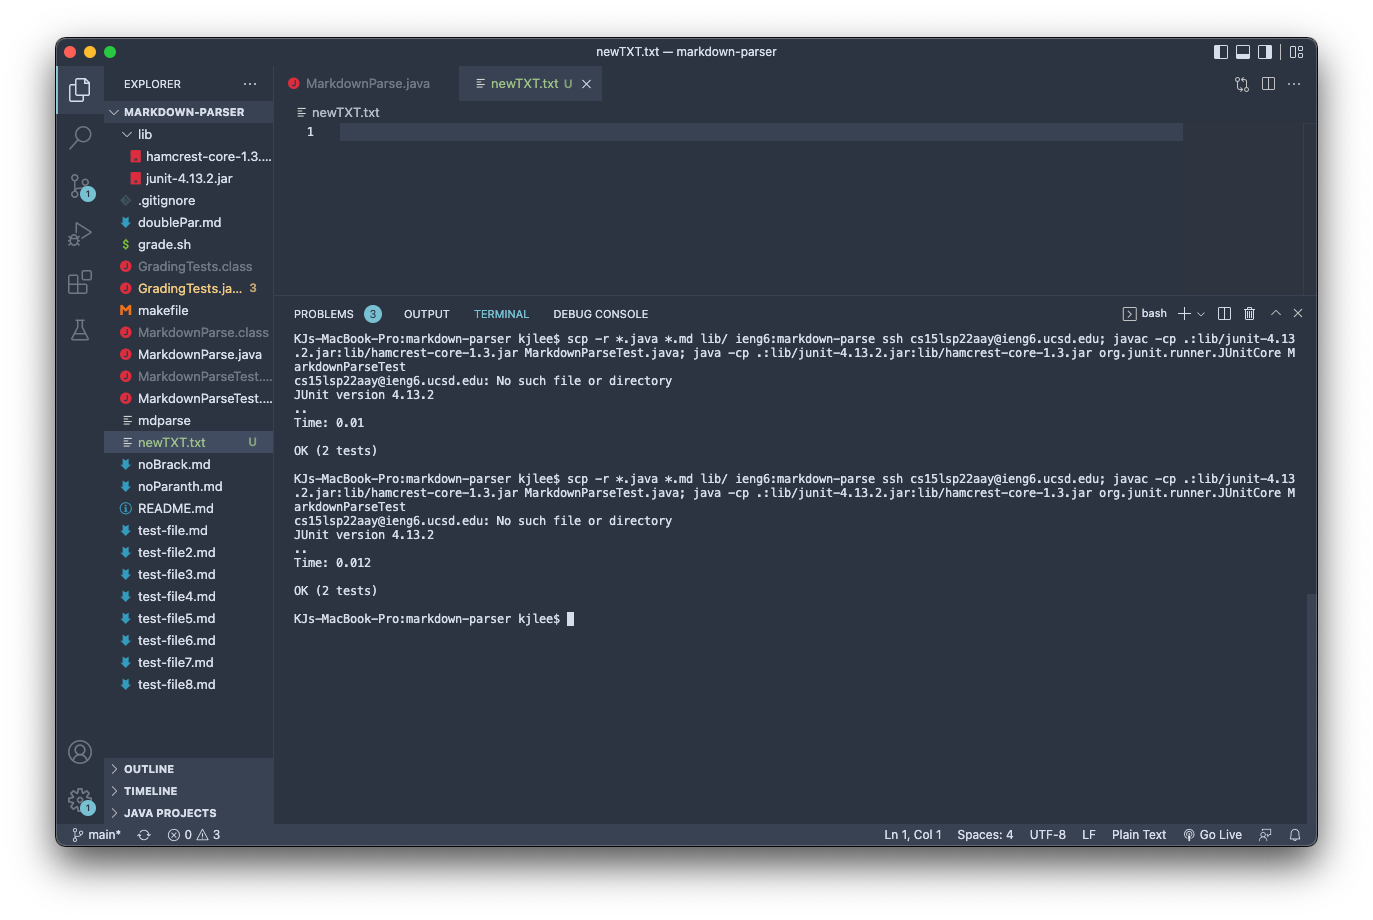 newTXT.txt — markdown-parser
EXPLORER
MARKDOWN-PARSER
lib
hamcrest-core-1.3....
junit-4.13.2.jar
.gitignore
doublePar.md
$ grade.sh
GradingTests.class
GradingTests.ja... 3
M makefile
MarkdownParse.class
MarkdownParse.java
MarkdownParseTest....
MarkdownParseTest....
mdparse
newTXT.txt U
noBrack.md
noParanth.md
README.md
test-file.md
test-file2.md
test-file3.md
test-file4.md
test-file5.md
test-file6.md
test-file7.md
test-file8.md
OUTLINE
TIMELINE
JAVA PROJECTS
1
1
MarkdownParse.java
newTXT.txt U
newTXT.txt
1
PROBLEMS 3 OUTPUT TERMINAL DEBUG CONSOLE
bash
KJs-MacBook-Pro:markdown-parser kjlee$ scp -r *.java *.md lib/ ieng6:markdown-parse ssh cs15lsp22aay@ieng6.ucsd.edu; javac -cp .:lib/junit-4.13
.2.jar:lib/hamcrest-core-1.3.jar MarkdownParseTest.java; java -cp .:lib/junit-4.13.2.jar:lib/hamcrest-core-1.3.jar org.junit.runner.JUnitCore M
arkdownParseTest
cs15lsp22aay@ieng6.ucsd.edu: No such file or directory
JUnit version 4.13.2
..
Time: 0.01
OK (2 tests)
KJs-MacBook-Pro:markdown-parser kjlee$ scp -r *.java *.md lib/ ieng6:markdown-parse ssh cs15lsp22aay@ieng6.ucsd.edu; javac -cp .:lib/junit-4.13
.2.jar:lib/hamcrest-core-1.3.jar MarkdownParseTest.java; java -cp .:lib/junit-4.13.2.jar:lib/hamcrest-core-1.3.jar org.junit.runner.JUnitCore M
arkdownParseTest
cs15lsp22aay@ieng6.ucsd.edu: No such file or directory
JUnit version 4.13.2
..
Time: 0.012
OK (2 tests)
KJs-MacBook-Pro:markdown-parser kjlee$
main* 0 3
Ln 1, Col 1 Spaces: 4 UTF-8 LF Plain Text Go Live